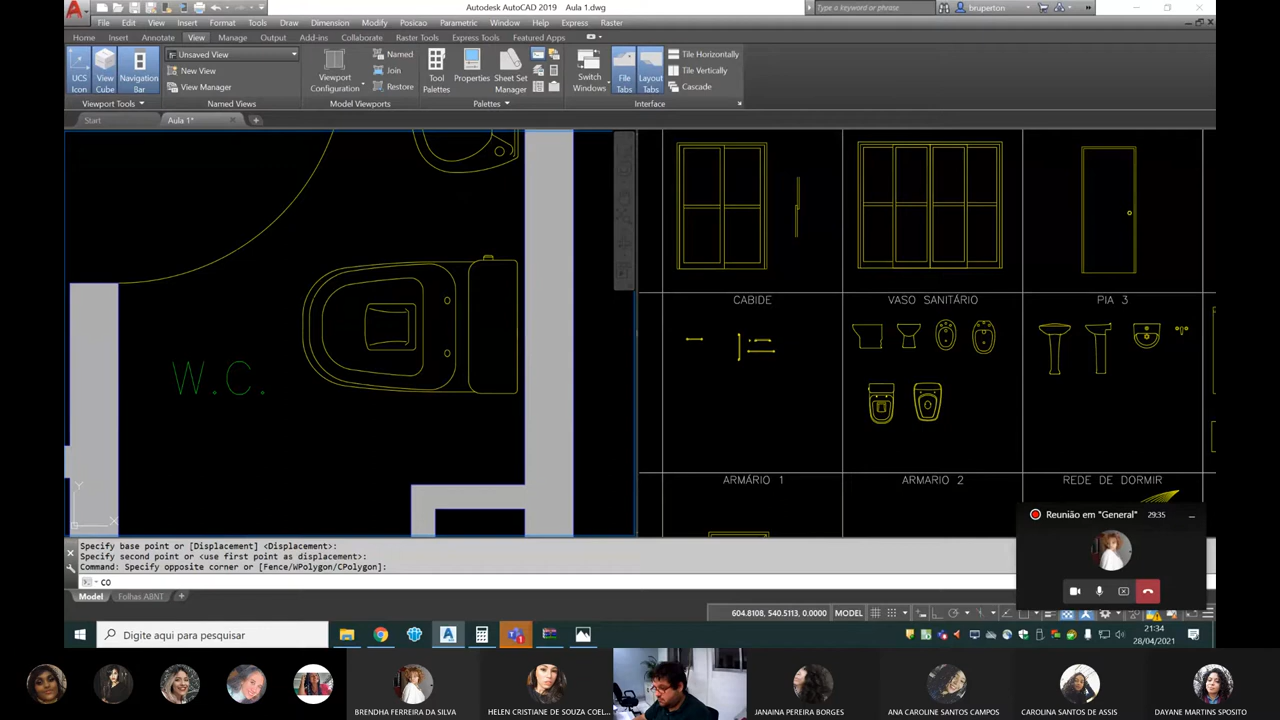 Autodesk AutoCAD 2019 Aula 1.dwg
Type a keyword or phrase
bruperton
File Edit View Insert Format Tools Draw Dimension Modify Posicao Parametric Window Help Express Raster
Home Insert Annotate View Manage Output Add-ins Collaborate Raster Tools Express Tools Featured Apps
UCS Icon
View Cube
Navigation Bar
Unsaved View
New View
View Manager
Viewport Configuration
Named
Join
Restore
Tool Palettes
Properties
Sheet Set Manager
Switch Windows
File Tabs
Layout Tabs
Tile Horizontally
Tile Vertically
Cascade
Viewport Tools Named Views Model Viewports Palettes Interface
Start Aula 1*
W.C.
Y
X
CABIDE VASO SANITÁRIO PIA 3
ARMÁRIO 1 ARMARIO 2 REDE DE DORMIR
Reunião em "General" 29:35
Specify base point or [Displacement] <Displacement>:
Specify second point or <use first point as displacement>:
Command: Specify opposite corner or [Fence/WPolygon/CPolygon]:
CO
Model Folhas ABNT
604.8108, 540.5113, 0.0000 MODEL
Digite aqui para pesquisar
21:34
28/04/2021
BRENDHA FERREIRA DA SILVA HELEN CRISTIANE DE SOUZA COEL... JANAINA PEREIRA BORGES ANA CAROLINE SANTOS CAMPOS CAROLINA SANTOS DE ASSIS DAYANE MARTINS SPOSITO